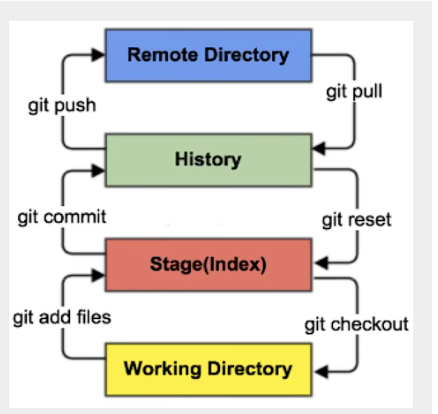 Remote Directory
git pull
git push
History
git commit
git reset
Stage(Index)
git add files
git checkout
Working Directory